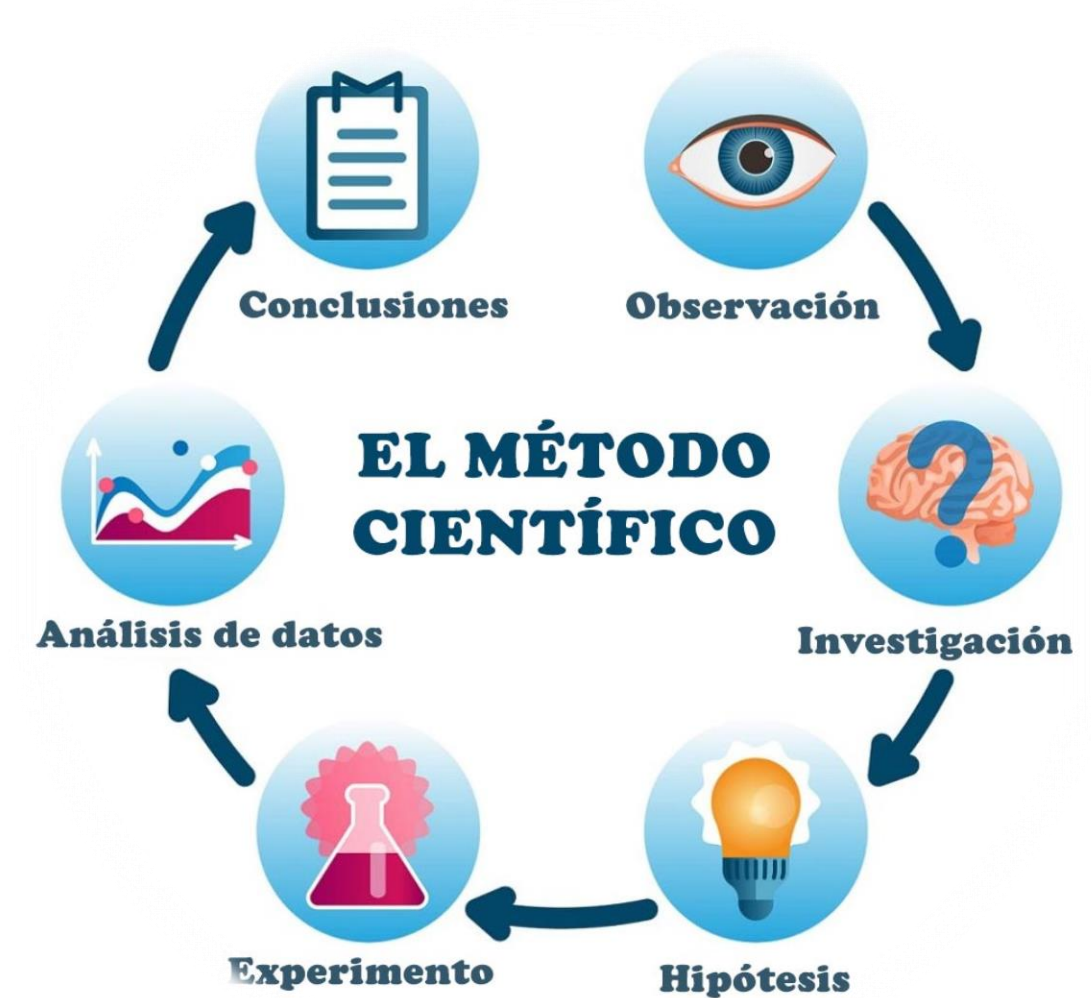 Conclusiones
Observación
EL MÉTODO
CIENTÍFICO
Análisis de datos
Investigación
Experimento
Hipótesis